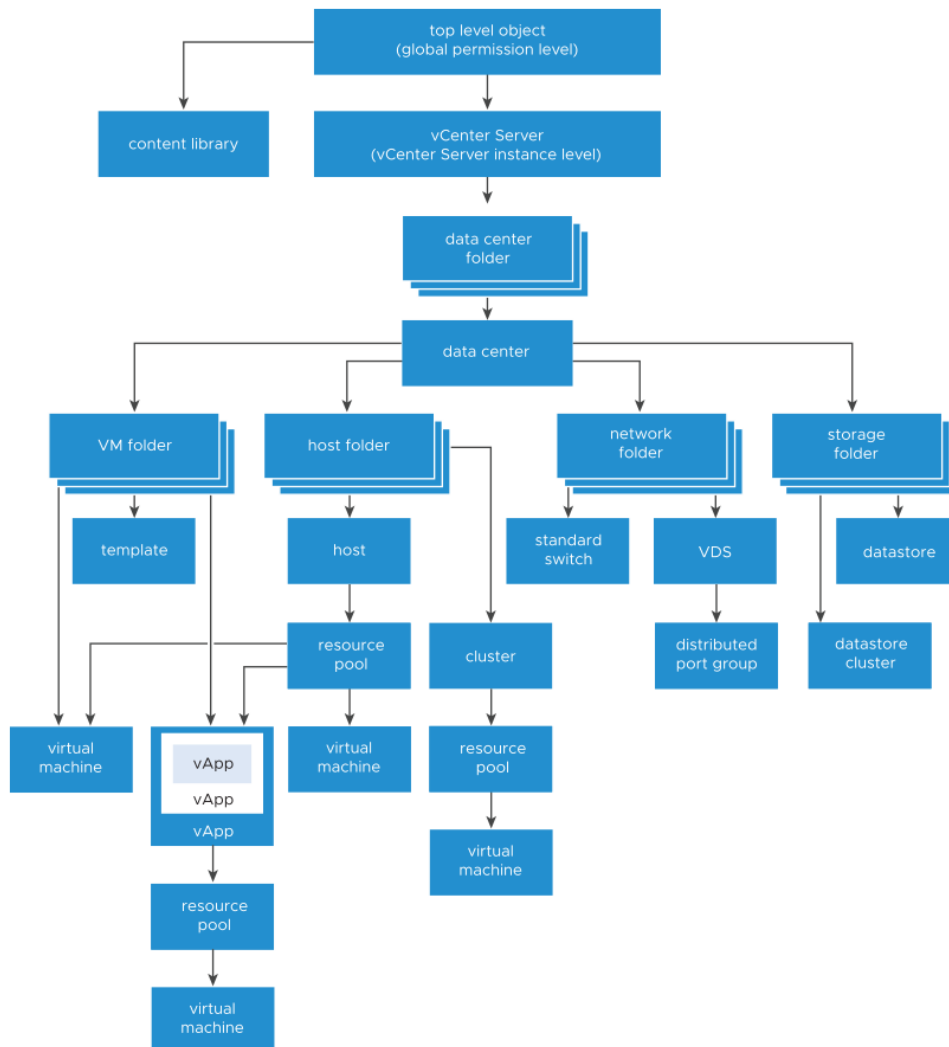 top level object
(global permission level)
content library
vCenter Server
(vCenter Server instance level)
data center
folder
data center
VM folder
host folder
network
folder
storage
folder
template
host
standard
switch
VDS
datastore
resource
pool
cluster
distributed
port group
datastore
cluster
virtual
machine
vApp
vApp
vApp
virtual
machine
resource
pool
resource
pool
virtual
machine
virtual
machine